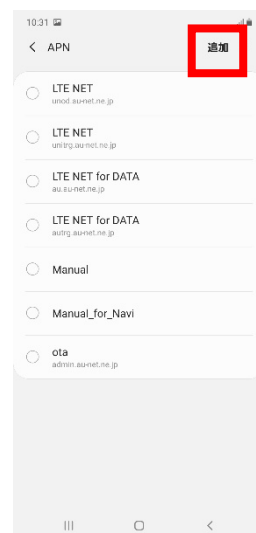 10:31
APN
追加
LTE NET
unod.au-net.ne.jp
LTE NET
unitrg.au-net.ne.jp
LTE NET for DATA
au.au-net.ne.jp
LTE NET for DATA
autrg.au-net.ne.jp
Manual
Manual_for_Navi
ota
admin.au-net.ne.jp